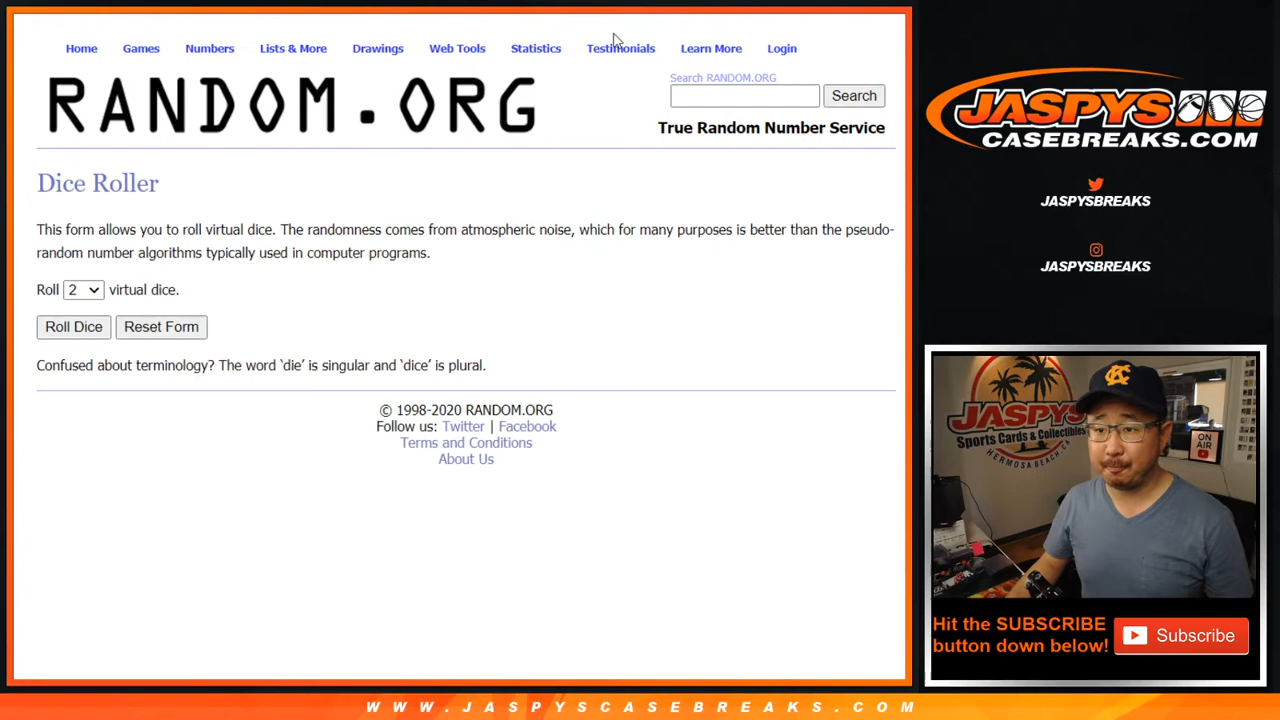 Home Games Numbers Lists & More Drawings Web Tools Statistics Testimonials Learn More Login
RANDOM.ORG
Search RANDOM.ORG
Search
True Random Number Service
Dice Roller
This form allows you to roll virtual dice. The randomness comes from atmospheric noise, which for many purposes is better than the pseudo-
random number algorithms typically used in computer programs.
Roll 2 virtual dice.
Roll Dice Reset Form
Confused about terminology? The word ‘die’ is singular and ‘dice’ is plural.
© 1998-2020 RANDOM.ORG
Follow us: Twitter | Facebook
Terms and Conditions
About Us
JASPYS
CASEBREAKS.COM
JASPYSBREAKS
JASPYSBREAKS
JASPYS
Sports Cards & Collectibles
HERMOSA BEACH, CA
KC
ON
AIR
Hit the SUBSCRIBE
button down below!
Subscribe
WWW.JASPYSCASEBREAKS.COM